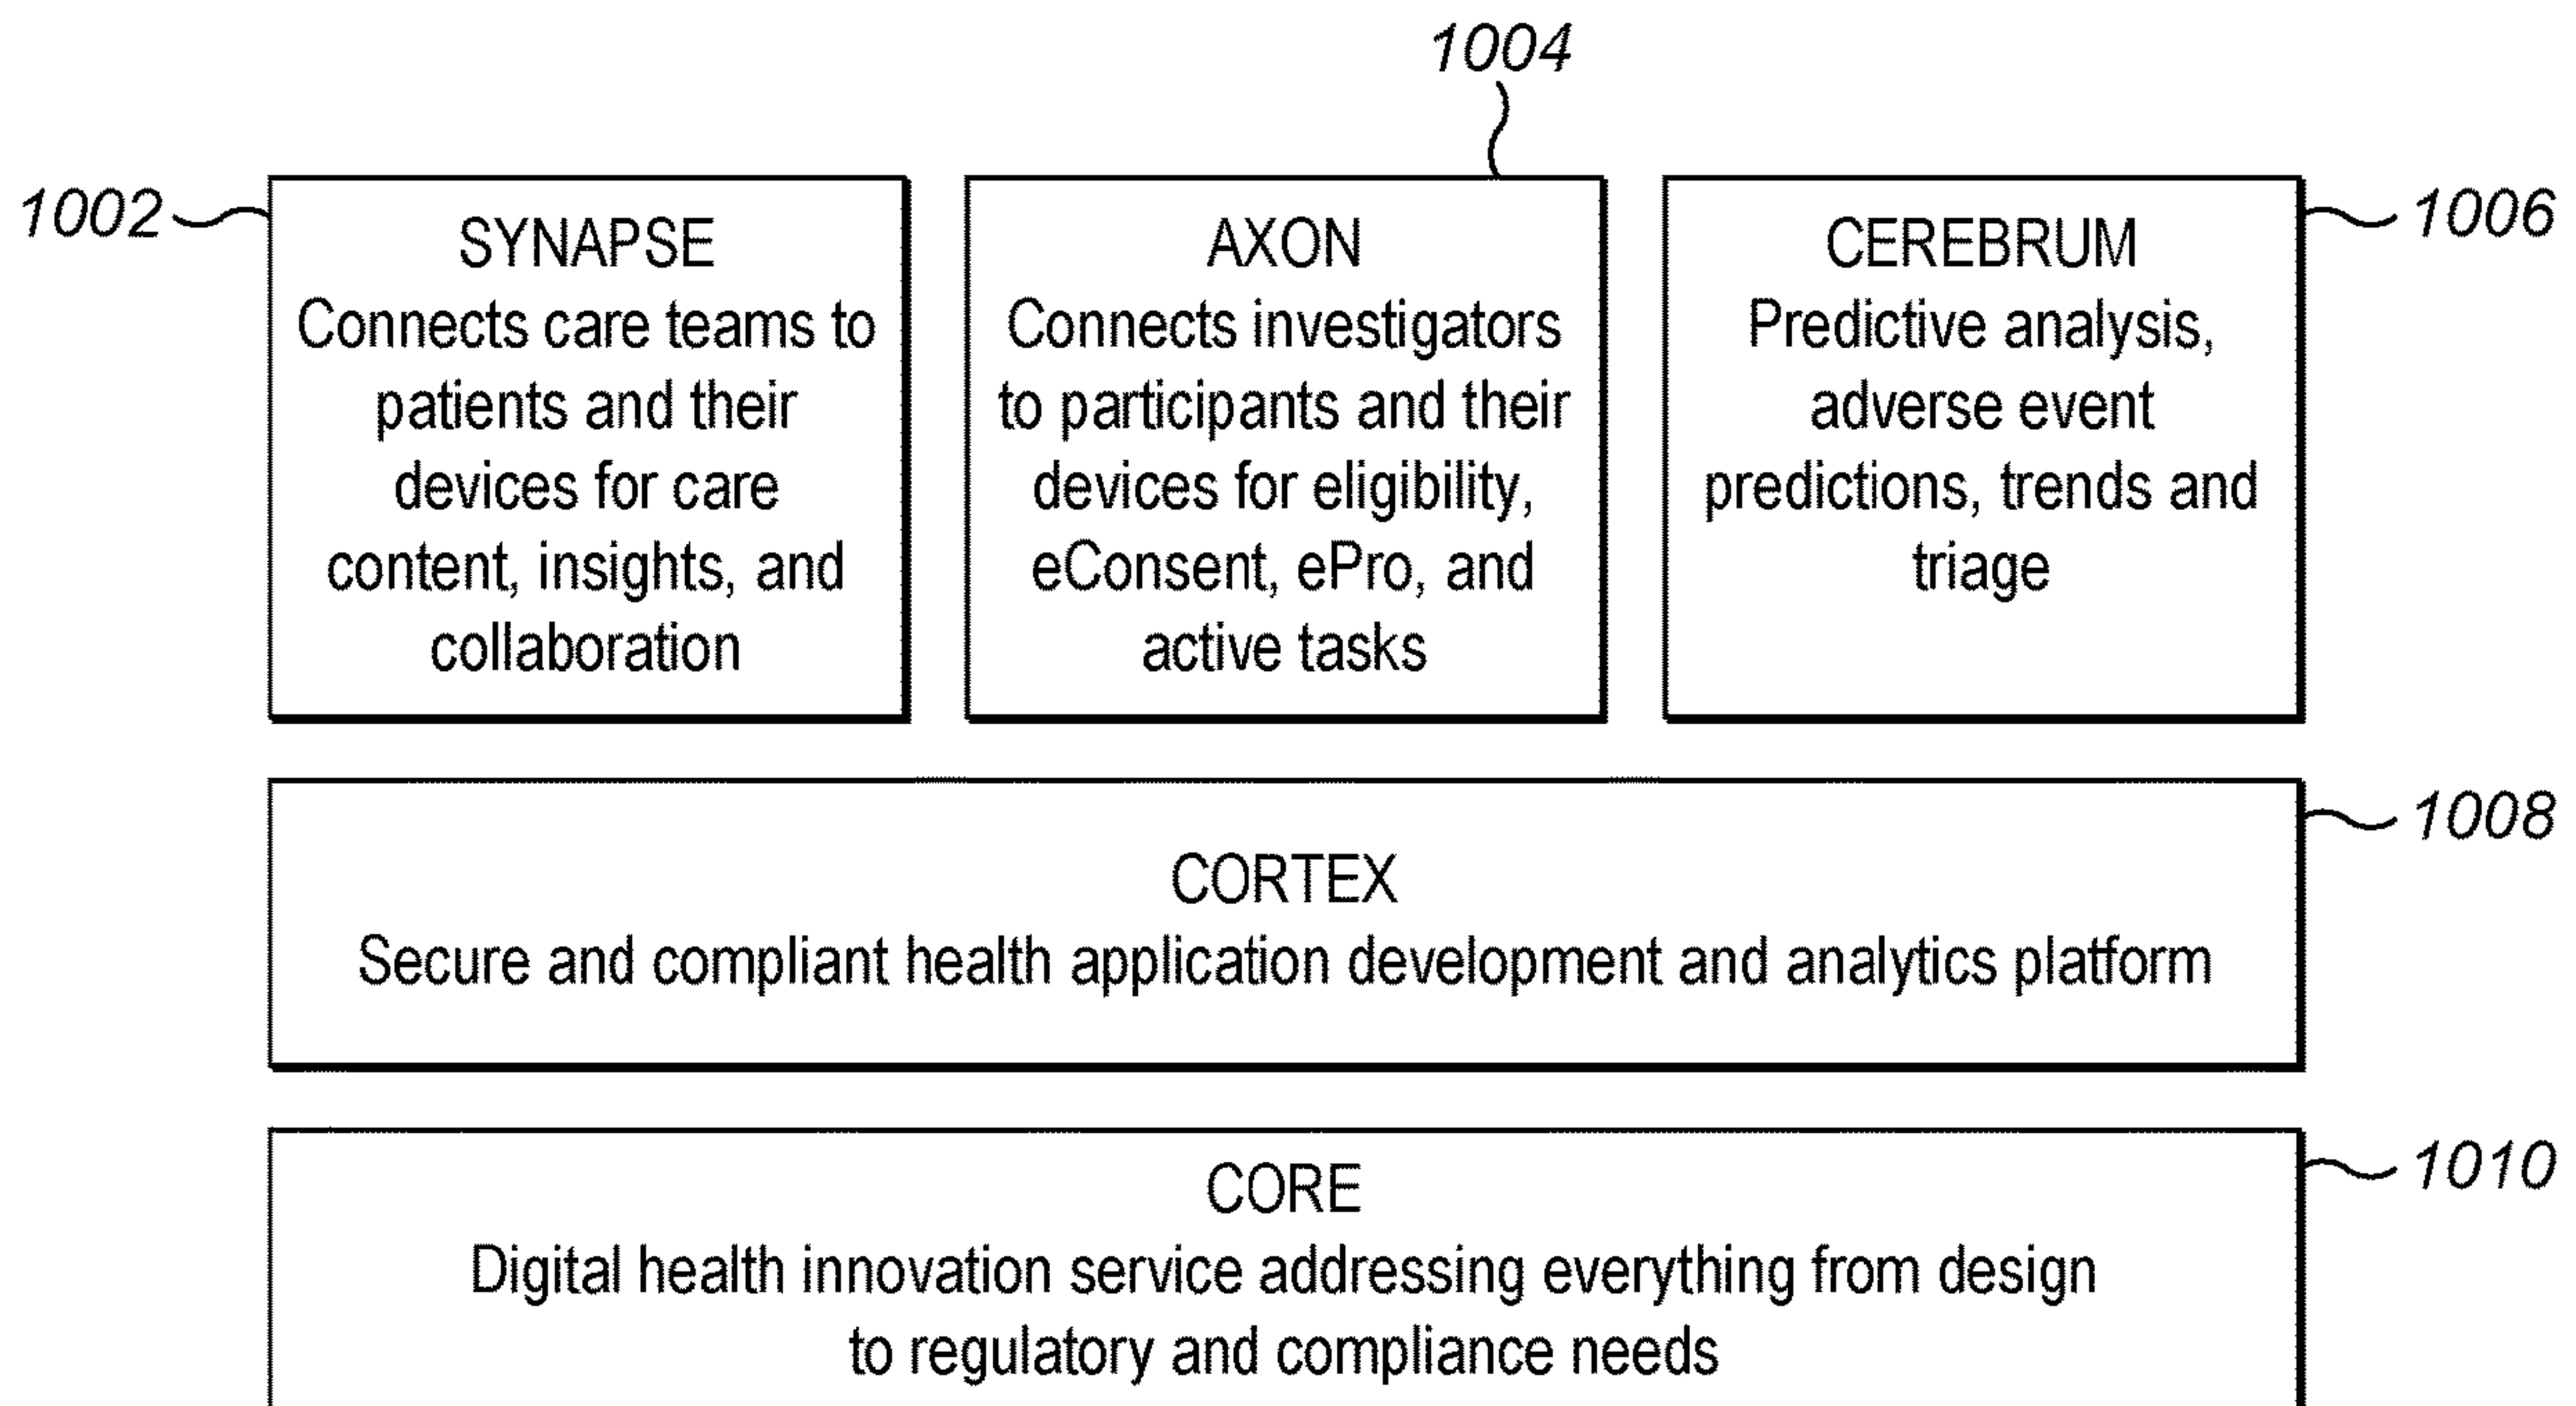 1004
1002
SYNAPSE
Connects care teams to
patients and their
devices for care
content, insights, and
collaboration
AXON
Connects investigators
to participants and their
devices for eligibility,
eConsent, ePro, and
active tasks
1006
CEREBRUM
Predictive analysis,
adverse event
predictions, trends and
triage
1008
CORTEX
Secure and compliant health application development and analytics platform
1010
CORE
Digital health innovation service addressing everything from design
to regulatory and compliance needs